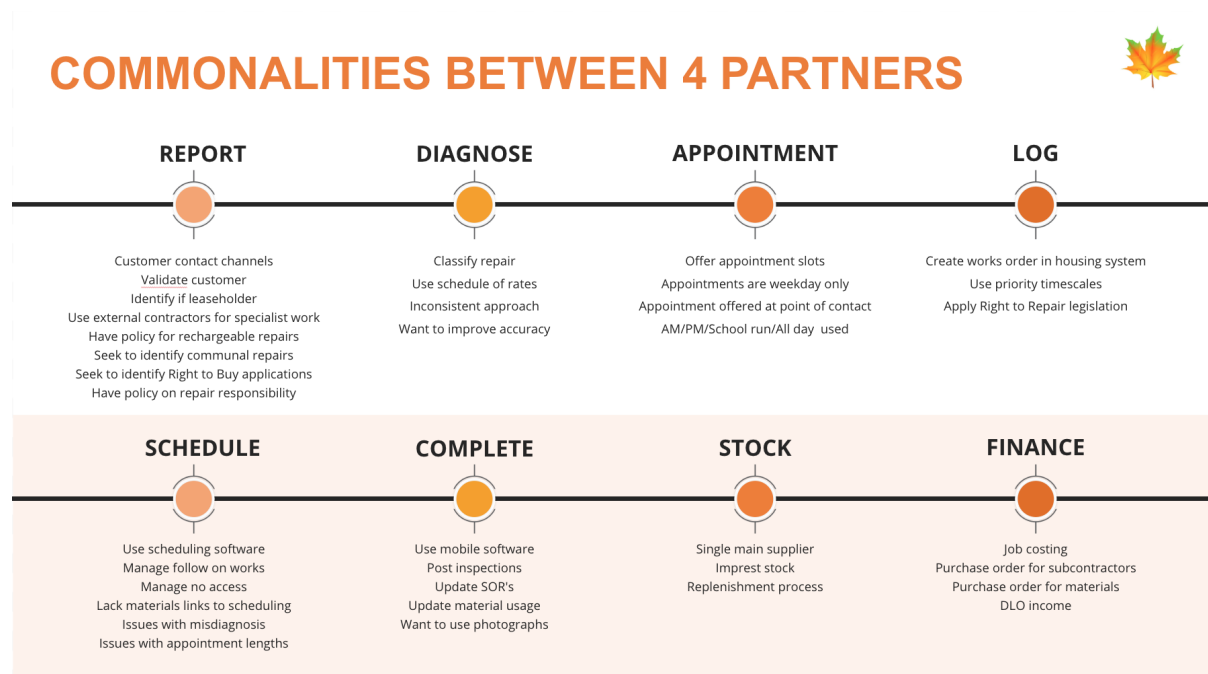 COMMONALITIES BETWEEN 4 PARTNERS
REPORT
Customer contact channels
Validate customer
Identify if leaseholder
Use external contractors for specialist work
Have policy for rechargeable repairs
Seek to identify communal repairs
Seek to identify Right to Buy applications
Have policy on repair responsibility
DIAGNOSE
Classify repair
Use schedule of rates
Inconsistent approach
Want to improve accuracy
APPOINTMENT
Offer appointment slots
Appointments are weekday only
Appointment offered at point of contact
AM/PM/School run/All day used
LOG
Create works order in housing system
Use priority timescales
Apply Right to Repair legislation
SCHEDULE
Use scheduling software
Manage follow on works
Manage no access
Lack materials links to scheduling
Issues with misdiagnosis
Issues with appointment lengths
COMPLETE
Use mobile software
Post inspections
Update SOR's
Update material usage
Want to use photographs
STOCK
Single main supplier
Imprest stock
Replenishment process
FINANCE
Job costing
Purchase order for subcontractors
Purchase order for materials
DLO income